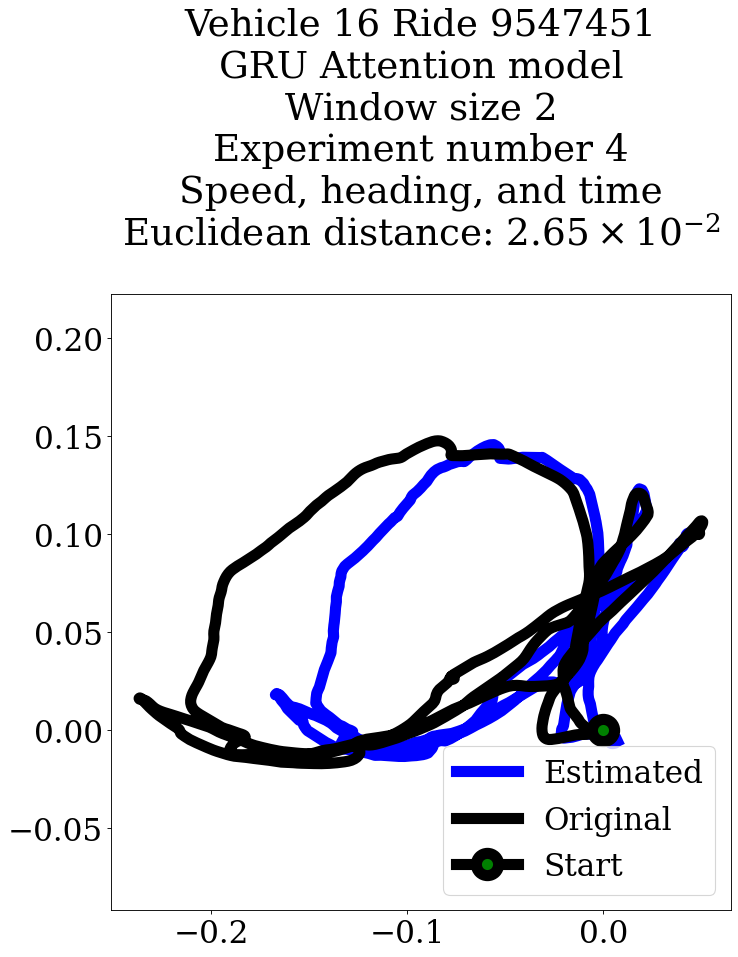 Vehicle 16 Ride 9547451
GRU Attention model
Window size 2
Experiment number 4
Speed, heading, and time
Euclidean distance: 2.65 × 10⁻²
0.20
0.15
0.10
0.05
0.00
−0.05
Estimated
Original
Start
−0.2
−0.1
0.0